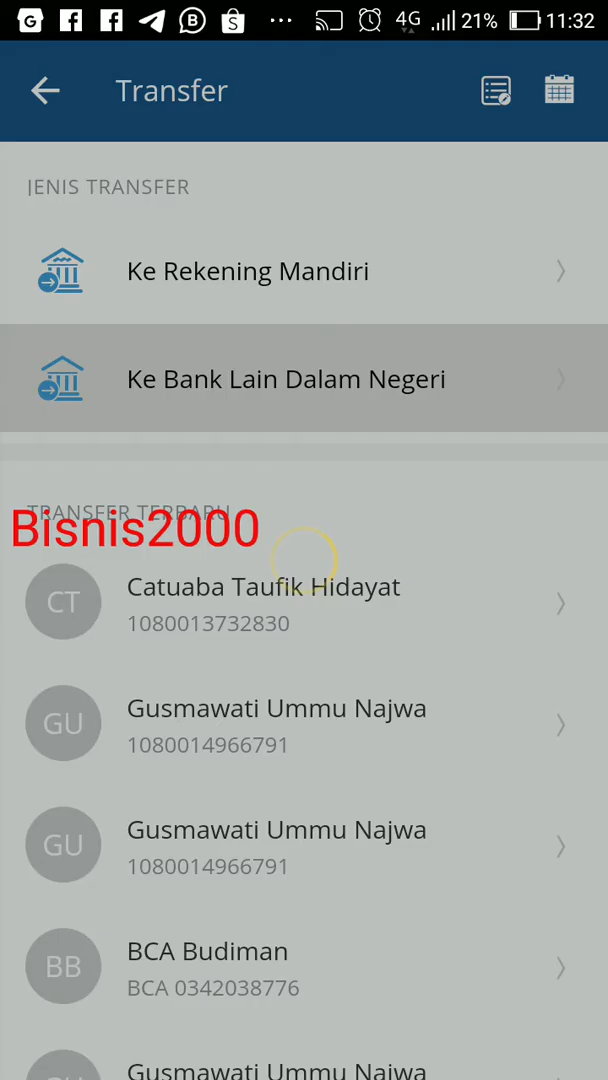 4G 21% 11:32
Transfer
JENIS TRANSFER
Ke Rekening Mandiri
Ke Bank Lain Dalam Negeri
TRANSFER TERBARU
Bisnis2000
CT
Catuaba Taufik Hidayat
1080013732830
GU
Gusmawati Ummu Najwa
1080014966791
GU
Gusmawati Ummu Najwa
1080014966791
BB
BCA Budiman
BCA 0342038776
GU
Gusmawati Ummu Najwa